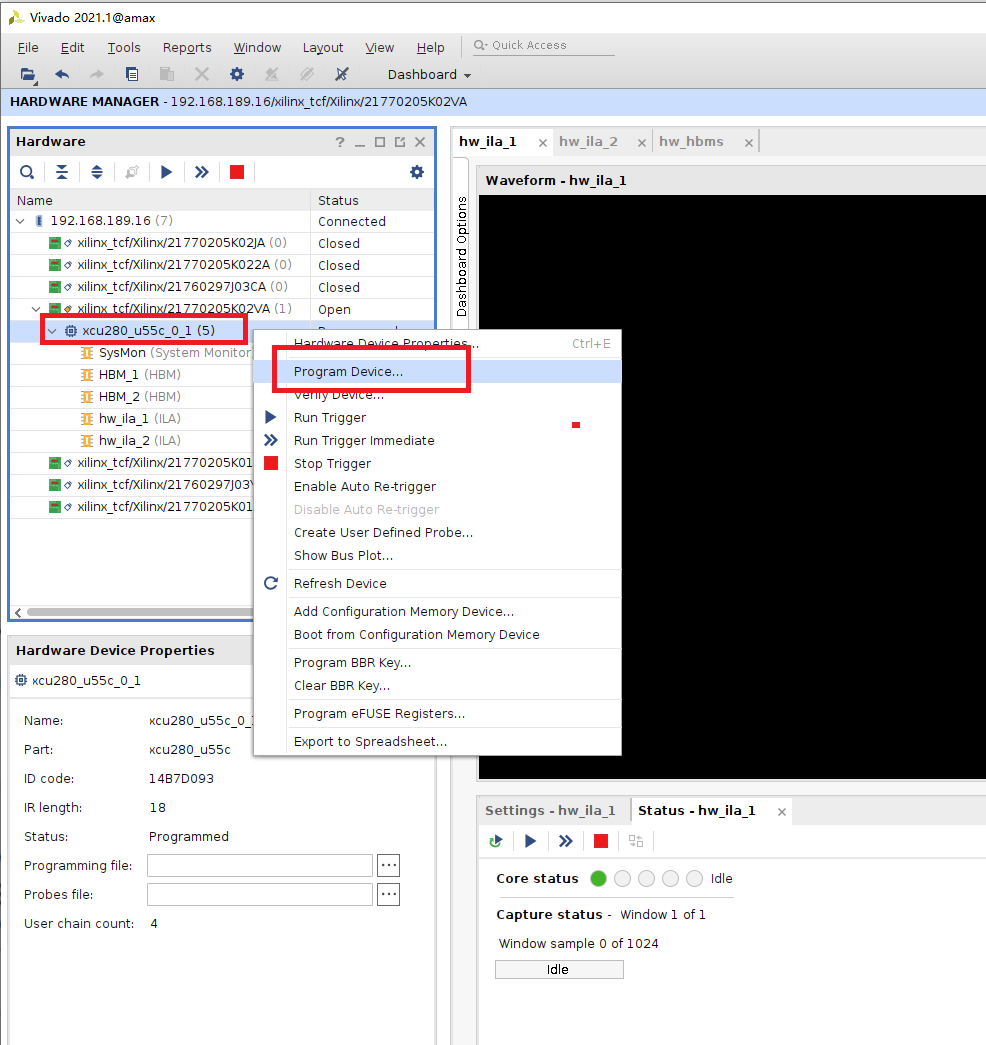 Vivado 2021.1@amax
File Edit Tools Reports Window Layout View Help Quick Access
Dashboard
HARDWARE MANAGER - 192.168.189.16/xilinx_tcf/Xilinx/21770205K02VA
Hardware
Name Status
192.168.189.16 (7) Connected
xilinx_tcf/Xilinx/21770205K02JA (0) Closed
xilinx_tcf/Xilinx/21770205K022A (0) Closed
xilinx_tcf/Xilinx/21760297J03CA (0) Closed
xilinx_tcf/Xilinx/21770205K02VA (1) Open
xcu280_u55c_0_1 (5)
SysMon (System Monitor
HBM_1 (HBM)
HBM_2 (HBM)
hw_ila_1 (ILA)
hw_ila_2 (ILA)
xilinx_tcf/Xilinx/21770205K01
xilinx_tcf/Xilinx/21760297J03
xilinx_tcf/Xilinx/21770205K01
Hardware Device Properties... Ctrl+E
Program Device...
Verify Device...
Run Trigger
Run Trigger Immediate
Stop Trigger
Enable Auto Re-trigger
Disable Auto Re-trigger
Create User Defined Probe...
Show Bus Plot...
Refresh Device
Add Configuration Memory Device...
Boot from Configuration Memory Device
Program BBR Key...
Clear BBR Key...
Program eFUSE Registers...
Export to Spreadsheet...
Hardware Device Properties
xcu280_u55c_0_1
Name: xcu280_u55c_0_
Part: xcu280_u55c
ID code: 14B7D093
IR length: 18
Status: Programmed
Programming file:
Probes file:
User chain count: 4
hw_ila_1 hw_ila_2 hw_hbms
Dashboard Options
Waveform - hw_ila_1
Settings - hw_ila_1 Status - hw_ila_1
Core status Idle
Capture status - Window 1 of 1
Window sample 0 of 1024
Idle